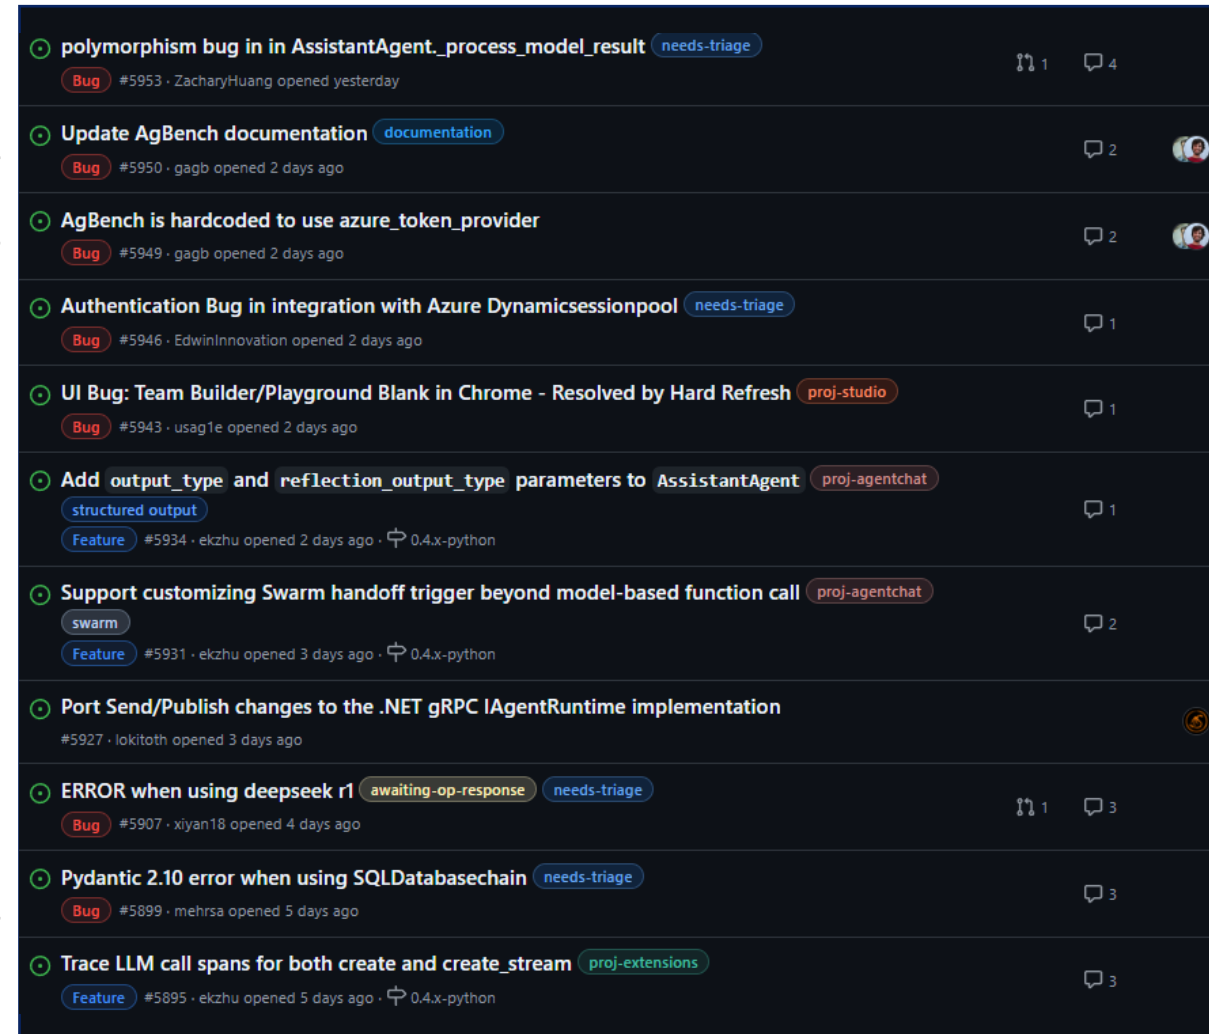 polymorphism bug in in AssistantAgent._process_model_result needs-triage
1 4
Bug #5953 · ZacharyHuang opened yesterday
Update AgBench documentation documentation
2
Bug #5950 · gagb opened 2 days ago
AgBench is hardcoded to use azure_token_provider
2
Bug #5949 · gagb opened 2 days ago
Authentication Bug in integration with Azure Dynamicsessionpool needs-triage
1
Bug #5946 · EdwinInnovation opened 2 days ago
UI Bug: Team Builder/Playground Blank in Chrome - Resolved by Hard Refresh proj-studio
1
Bug #5943 · usag1e opened 2 days ago
Add output_type and reflection_output_type parameters to AssistantAgent proj-agentchat
structured output
1
Feature #5934 · ekzhu opened 2 days ago · 0.4.x-python
Support customizing Swarm handoff trigger beyond model-based function call proj-agentchat
swarm
2
Feature #5931 · ekzhu opened 3 days ago · 0.4.x-python
Port Send/Publish changes to the .NET gRPC IAgentRuntime implementation
#5927 · lokitoth opened 3 days ago
ERROR when using deepseek r1 awaiting-op-response needs-triage
1 3
Bug #5907 · xiyan18 opened 4 days ago
Pydantic 2.10 error when using SQLDatabasechain needs-triage
3
Bug #5899 · mehrsa opened 5 days ago
Trace LLM call spans for both create and create_stream proj-extensions
3
Feature #5895 · ekzhu opened 5 days ago · 0.4.x-python